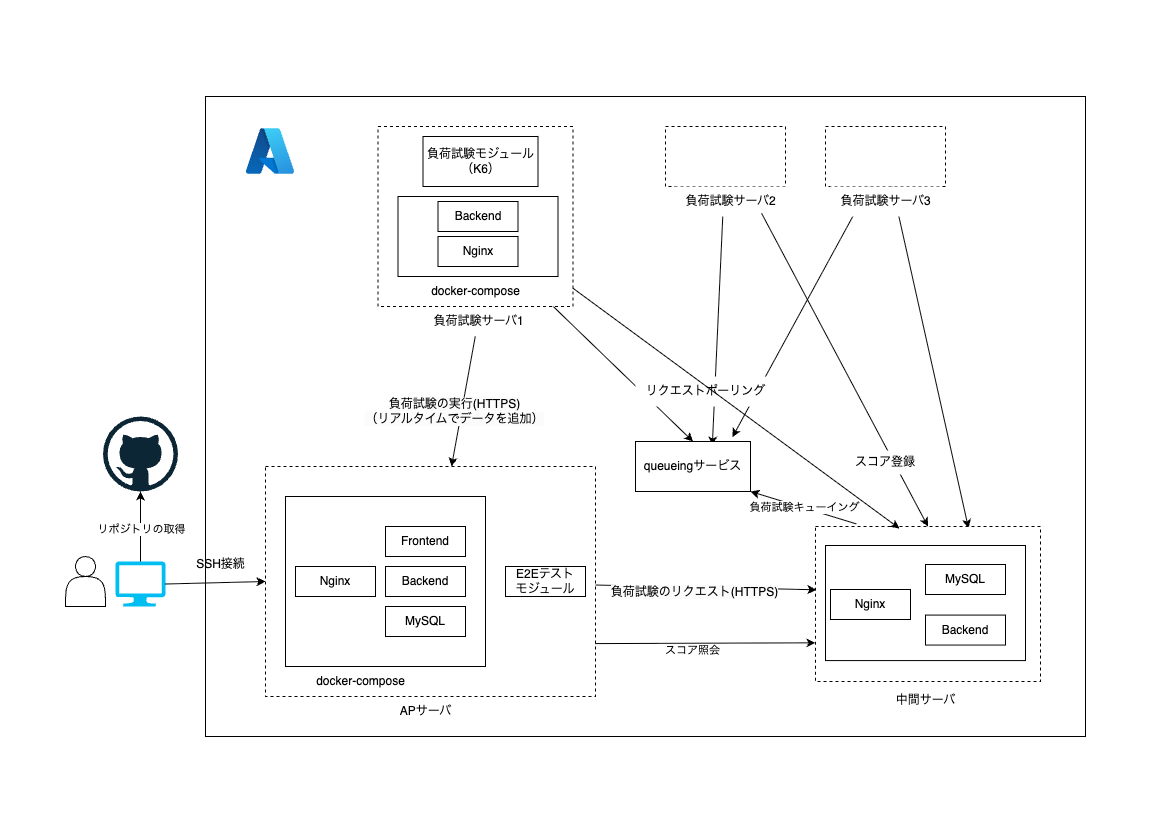 負荷試験モジュール
（K6）
Backend
Nginx
docker-compose
負荷試験サーバ1
負荷試験サーバ2
負荷試験サーバ3
負荷試験の実行(HTTPS)
（リアルタイムでデータを追加）
リクエストポーリング
queueingサービス
スコア登録
負荷試験キューイング
リポジトリの取得
SSH接続
Frontend
Nginx
Backend
MySQL
E2Eテスト
モジュール
docker-compose
APサーバ
負荷試験のリクエスト(HTTPS)
スコア照会
MySQL
Nginx
Backend
中間サーバ